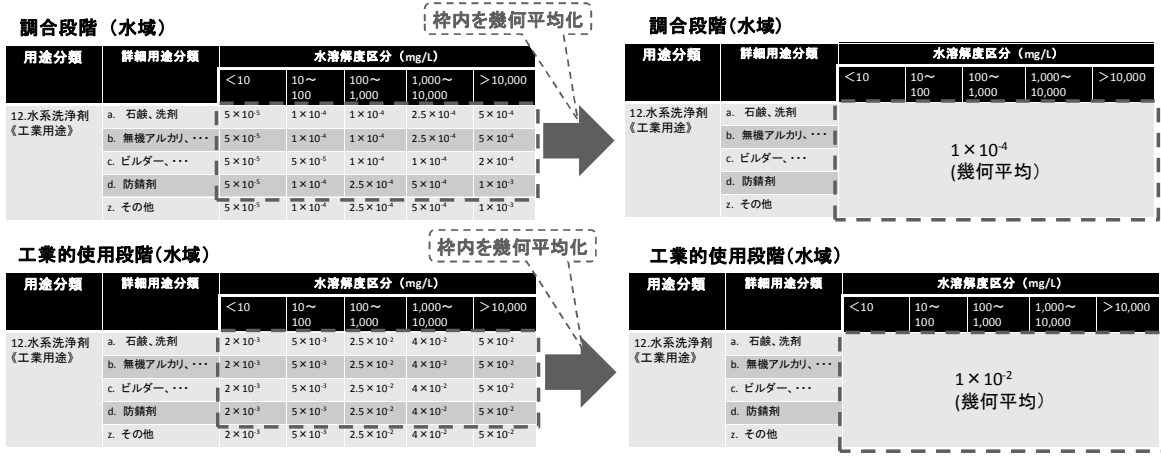 調合段階 (水域)
枠内を幾何平均化
用途分類 詳細用途分類 水溶解度区分 (mg/L)
<10 10~100 100~1,000 1,000~10,000 >10,000
12.水系洗浄剤《工業用途》 a. 石鹸、洗剤 5×10⁻⁵ 1×10⁻⁴ 1×10⁻⁴ 2.5×10⁻⁴ 5×10⁻⁴
b. 無機アルカリ、・・・ 5×10⁻⁵ 1×10⁻⁴ 1×10⁻⁴ 2.5×10⁻⁴ 5×10⁻⁴
c. ビルダー、・・・ 5×10⁻⁵ 5×10⁻⁵ 1×10⁻⁴ 1×10⁻⁴ 2×10⁻⁴
d. 防錆剤 5×10⁻⁵ 1×10⁻⁴ 2.5×10⁻⁴ 5×10⁻⁴ 1×10⁻³
z. その他 5×10⁻⁵ 1×10⁻⁴ 2.5×10⁻⁴ 5×10⁻⁴ 1×10⁻³
調合段階(水域)
用途分類 詳細用途分類 水溶解度区分 (mg/L)
<10 10~100 100~1,000 1,000~10,000 >10,000
12.水系洗浄剤《工業用途》 a. 石鹸、洗剤
b. 無機アルカリ、・・・
c. ビルダー、・・・
d. 防錆剤
z. その他
1×10⁻⁴
(幾何平均)
工業的使用段階(水域)
枠内を幾何平均化
用途分類 詳細用途分類 水溶解度区分 (mg/L)
<10 10~100 100~1,000 1,000~10,000 >10,000
12.水系洗浄剤《工業用途》 a. 石鹸、洗剤 2×10⁻³ 5×10⁻³ 2.5×10⁻² 4×10⁻² 5×10⁻²
b. 無機アルカリ、・・・ 2×10⁻³ 5×10⁻³ 2.5×10⁻² 4×10⁻² 5×10⁻²
c. ビルダー、・・・ 2×10⁻³ 5×10⁻³ 2.5×10⁻² 4×10⁻² 5×10⁻²
d. 防錆剤 2×10⁻³ 5×10⁻³ 2.5×10⁻² 4×10⁻² 5×10⁻²
z. その他 2×10⁻³ 5×10⁻³ 2.5×10⁻² 4×10⁻² 5×10⁻²
工業的使用段階(水域)
用途分類 詳細用途分類 水溶解度区分 (mg/L)
<10 10~100 100~1,000 1,000~10,000 >10,000
12.水系洗浄剤《工業用途》 a. 石鹸、洗剤
b. 無機アルカリ、・・・
c. ビルダー、・・・
d. 防錆剤
z. その他
1×10⁻²
(幾何平均)